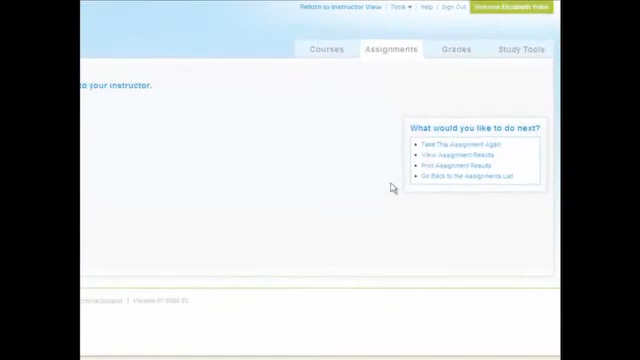 Return to Instructor View | Tools | Help | Sign Out Welcome Elizabeth
Courses Assignments Grades Study Tools
to your instructor.
What would you like to do next?
• Take This Assignment Again
• View Assignment Results
• Print Assignment Results
• Go Back to the Assignments List
Support | Version